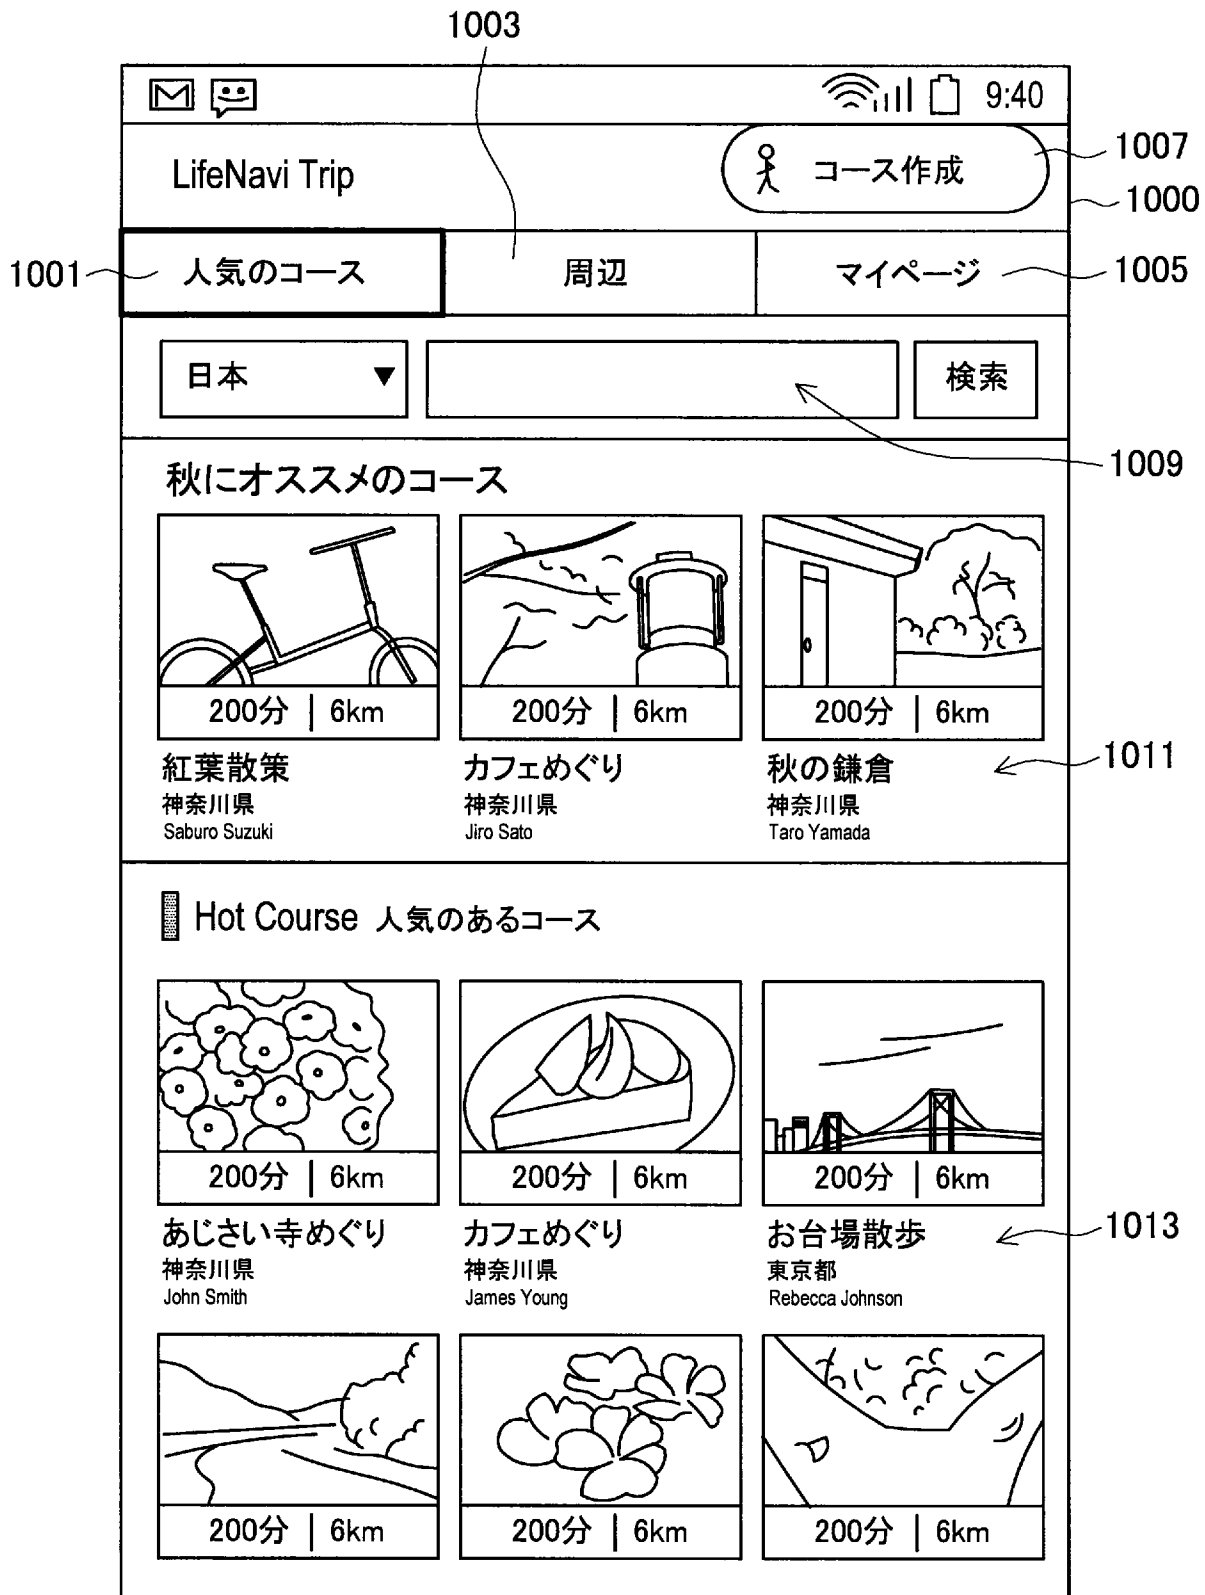 1003
9:40
LifeNavi Trip
コース作成
1007
1000
1001
人気のコース
周辺
マイページ
1005
日本 ▼
検索
1009
秋にオススメのコース
200分 | 6km
200分 | 6km
200分 | 6km
紅葉散策
神奈川県
Saburo Suzuki
カフェめぐり
神奈川県
Jiro Sato
秋の鎌倉
神奈川県
Taro Yamada
1011
Hot Course 人気のあるコース
200分 | 6km
200分 | 6km
200分 | 6km
あじさい寺めぐり
神奈川県
John Smith
カフェめぐり
神奈川県
James Young
お台場散歩
東京都
Rebecca Johnson
1013
200分 | 6km
200分 | 6km
200分 | 6km